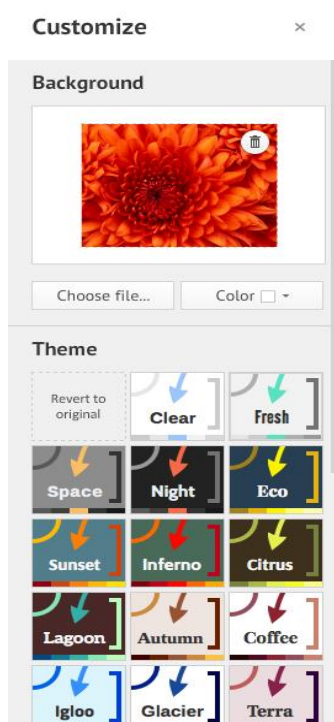 Customize ×
Background
Choose file...
Color
Theme
Revert to
original
Clear
Fresh
Space
Night
Eco
Sunset
Inferno
Citrus
Lagoon
Autumn
Coffee
Igloo
Glacier
Terra